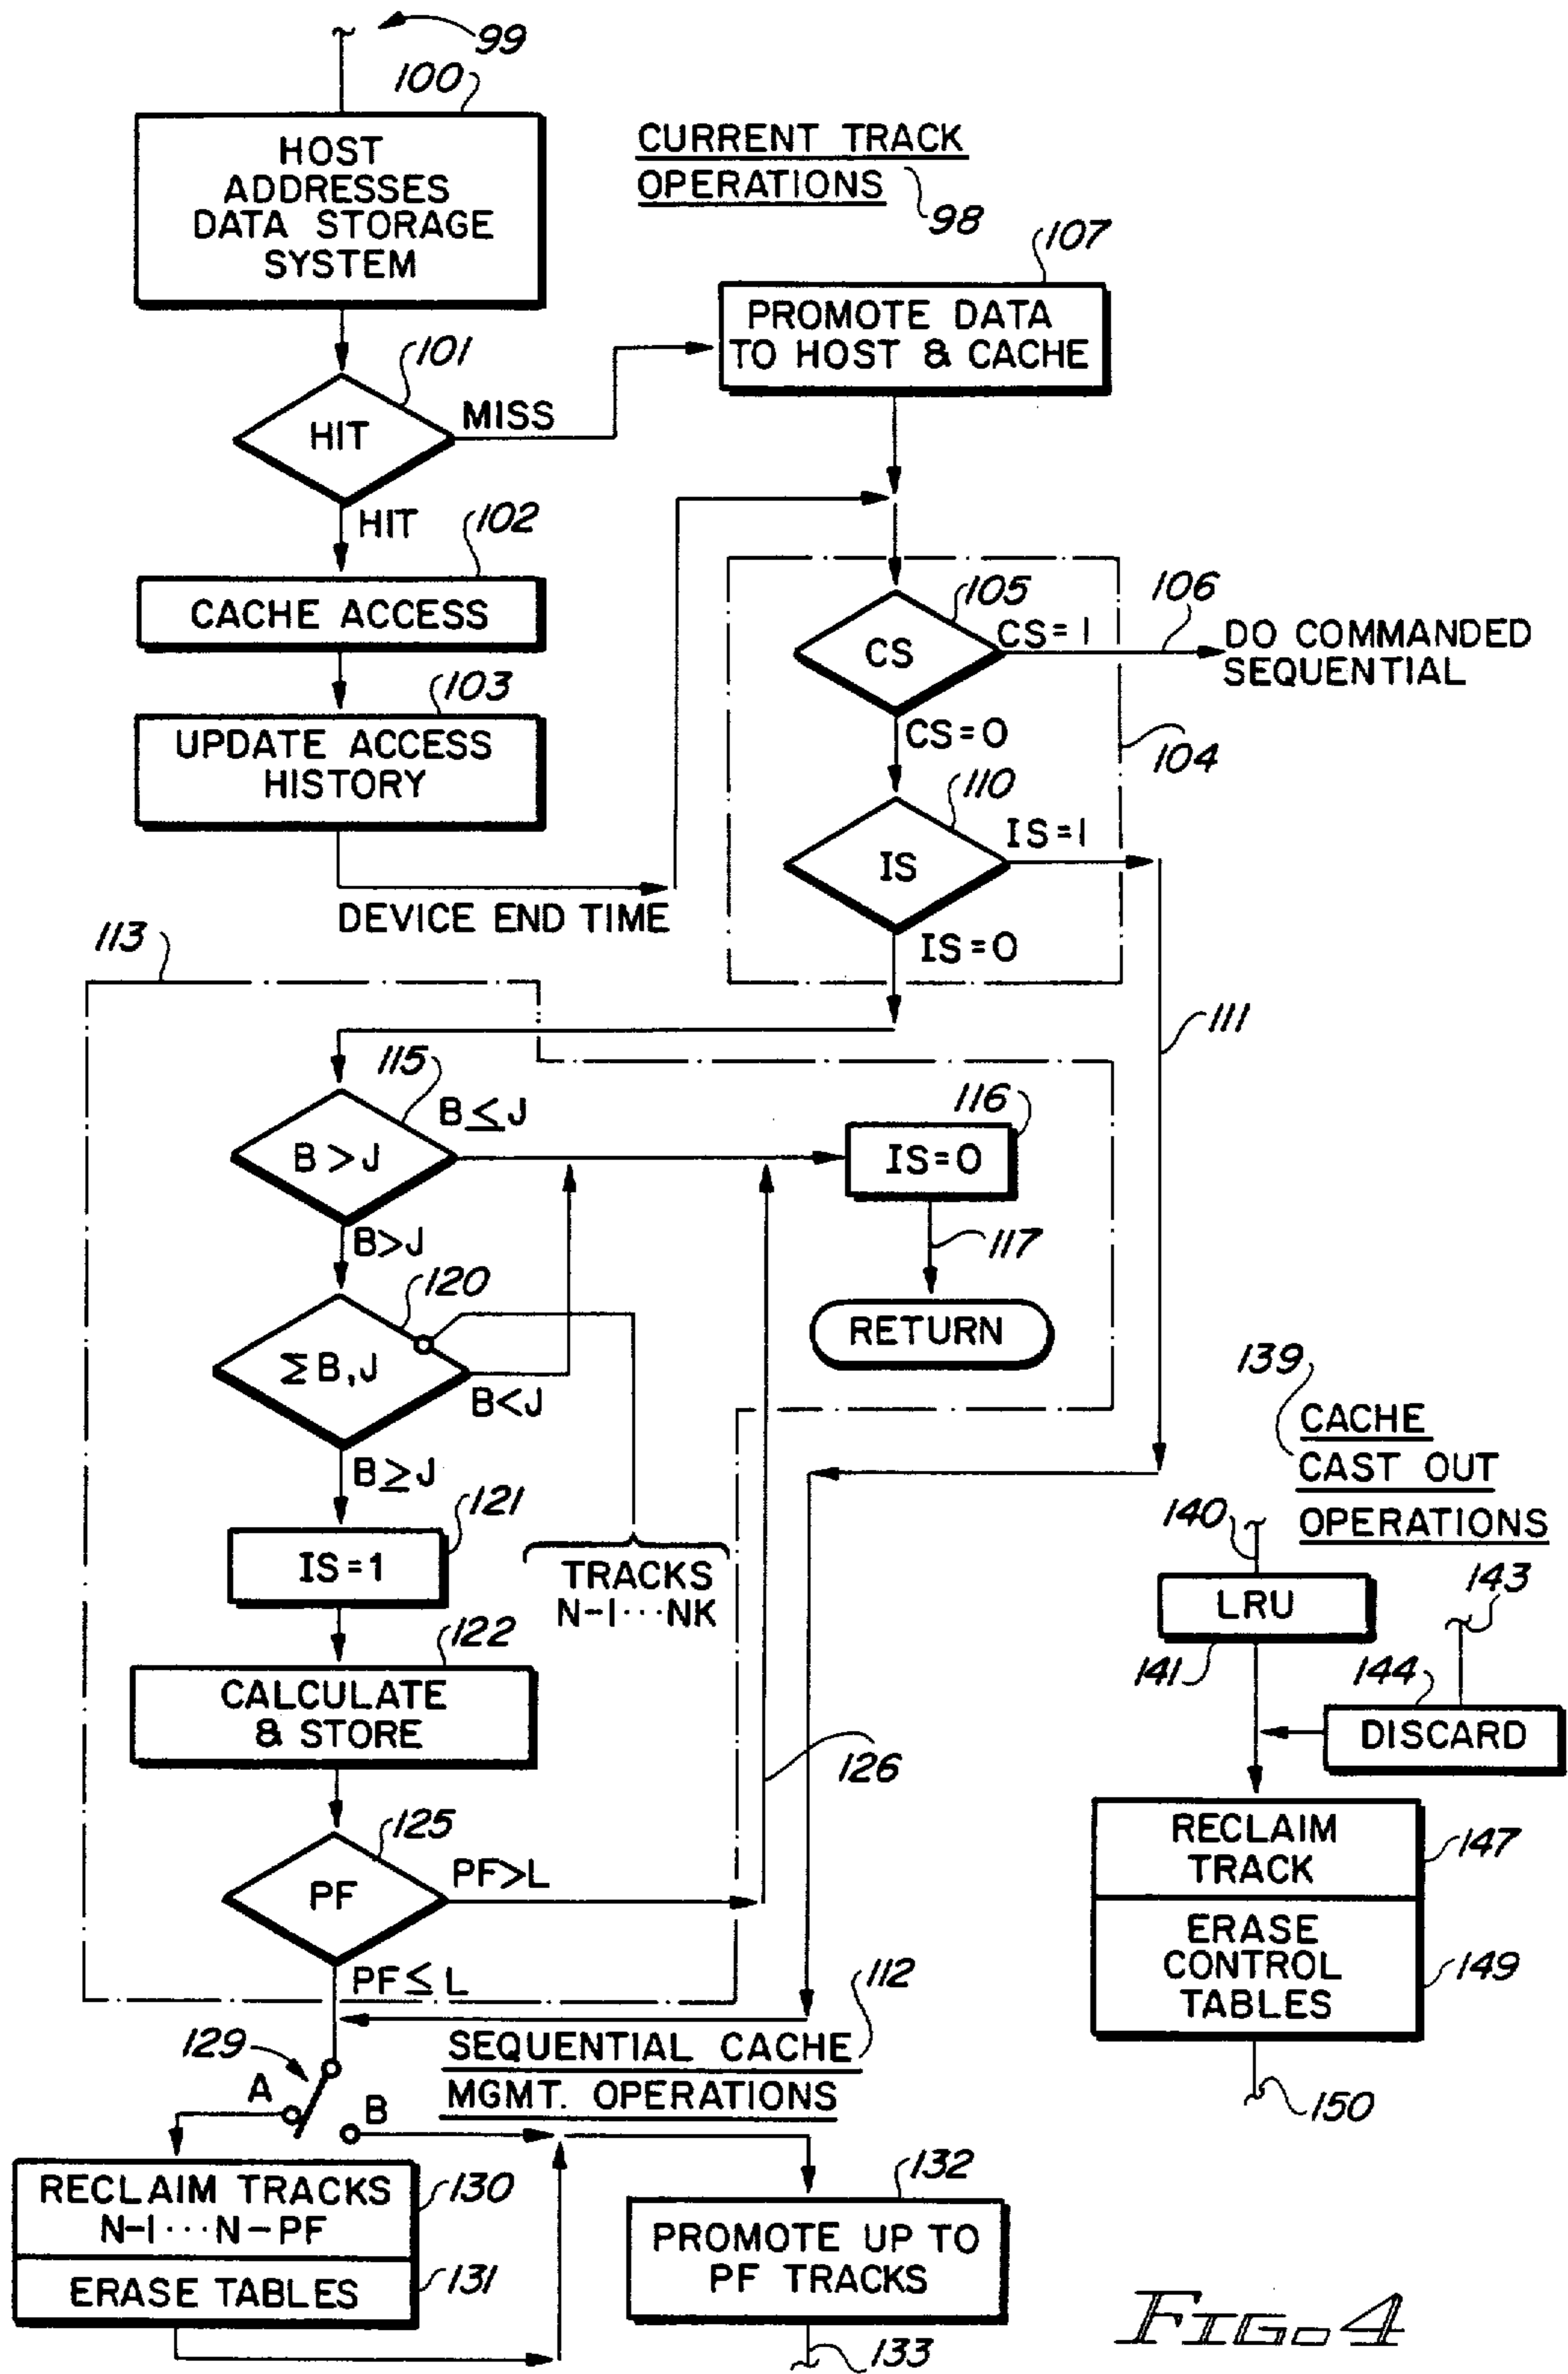 99
100
HOST
ADDRESSES
DATA STORAGE
SYSTEM
CURRENT TRACK
OPERATIONS
98
107
PROMOTE DATA
TO HOST & CACHE
101
HIT
MISS
HIT
102
CACHE ACCESS
103
UPDATE ACCESS
HISTORY
DEVICE END TIME
105
CS
CS=1
106
DO COMMANDED
SEQUENTIAL
CS=0
104
110
IS
IS=1
IS=0
111
113
115
B>J
B≤J
116
IS=0
117
RETURN
B>J
120
ΣB,J
B<J
B≥J
121
IS=1
TRACKS
N-1···NK
122
CALCULATE
& STORE
125
PF
PF>L
126
PF≤L
112
SEQUENTIAL CACHE
MGMT. OPERATIONS
129
A
B
RECLAIM TRACKS
N-1···N-PF
130
ERASE TABLES
131
132
PROMOTE UP TO
PF TRACKS
133
139
CACHE
CAST OUT
OPERATIONS
140
LRU
141
143
144
DISCARD
RECLAIM
TRACK
147
ERASE
CONTROL
TABLES
149
150
FIG. 4